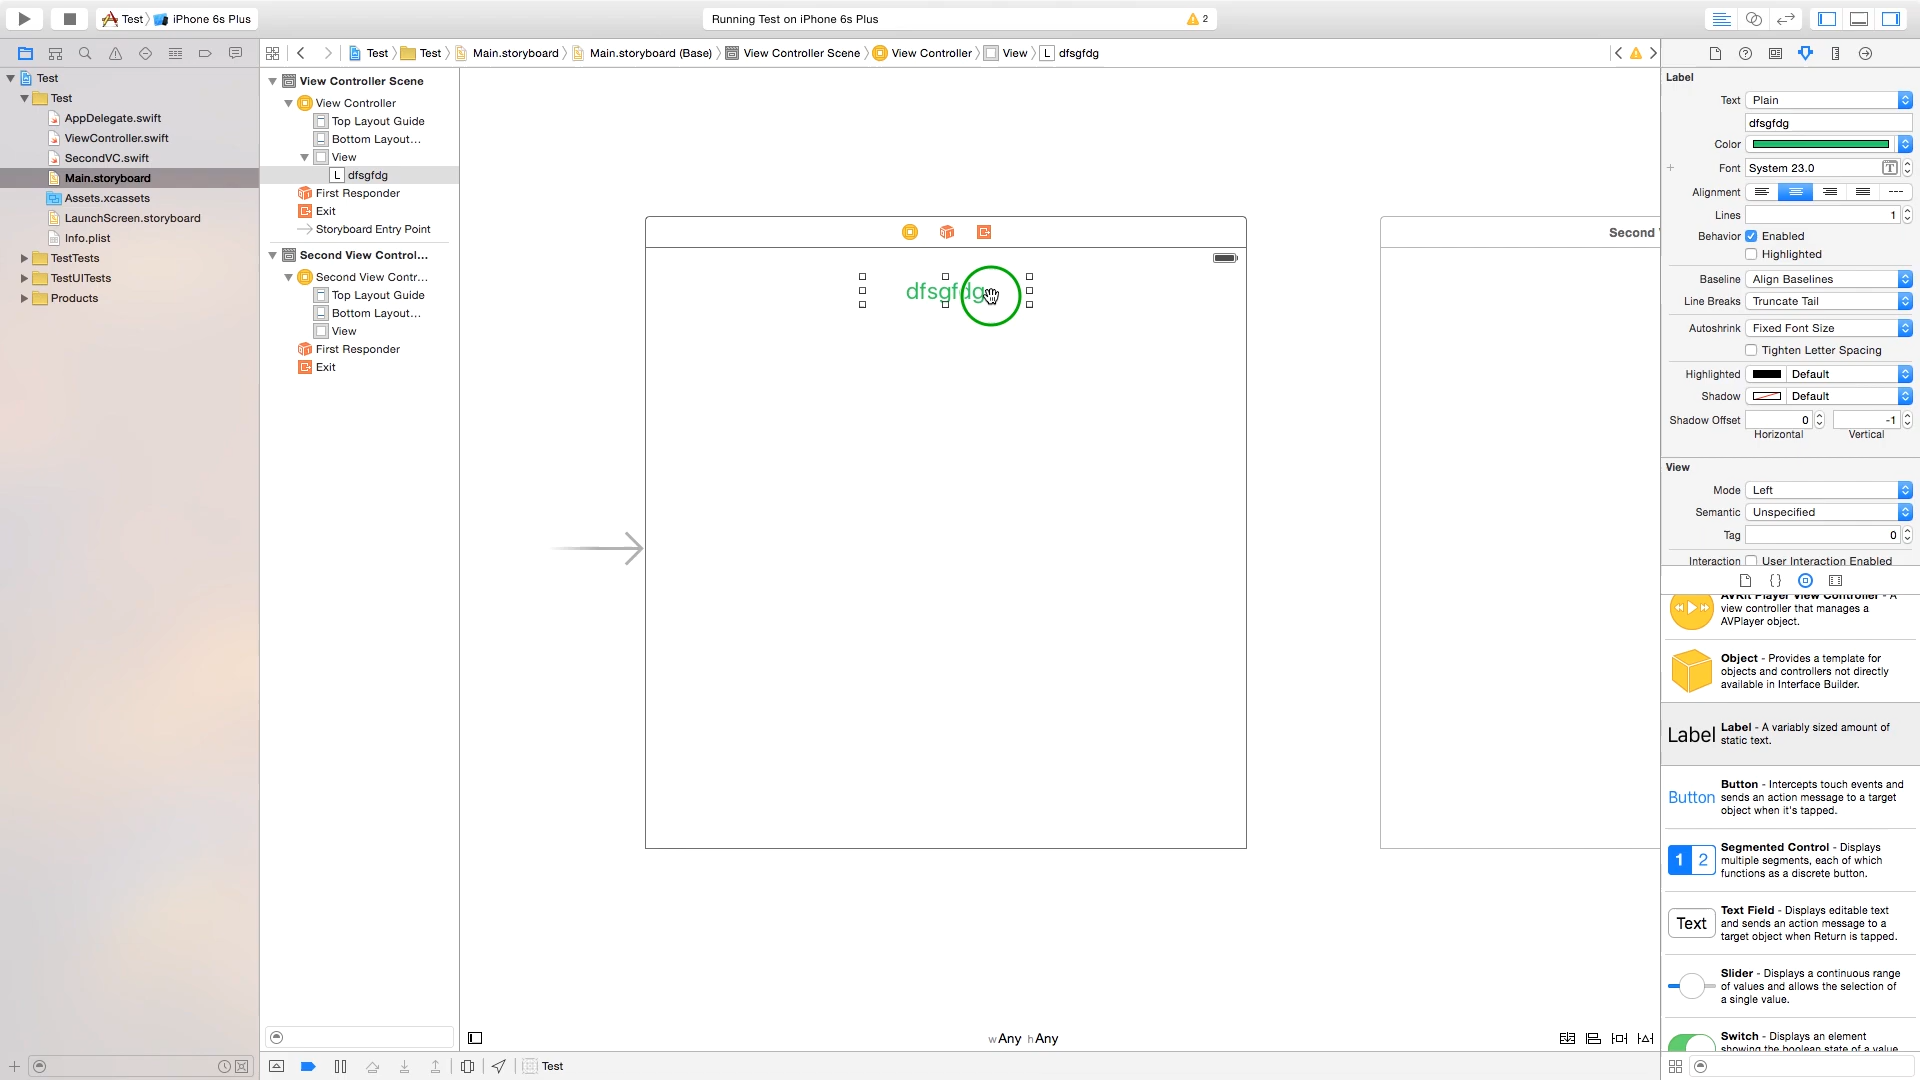 Test iPhone 6s Plus
Running Test on iPhone 6s Plus
2
Test Test Main.storyboard Main.storyboard (Base) View Controller Scene View Controller View L dfsgfdg
Test
Test
AppDelegate.swift
ViewController.swift
SecondVC.swift
Main.storyboard
Assets.xcassets
LaunchScreen.storyboard
Info.plist
TestTests
TestUITests
Products
View Controller Scene
View Controller
Top Layout Guide
Bottom Layout...
View
L dfsgfdg
First Responder
Exit
Storyboard Entry Point
Second View Control...
Second View Contr...
Top Layout Guide
Bottom Layout...
View
First Responder
Exit
dfsgfdg
Second
wAny hAny
Test
Label
Text Plain
dfsgfdg
Color
Font System 23.0 T
Alignment
Lines 1
Behavior Enabled
Highlighted
Baseline Align Baselines
Line Breaks Truncate Tail
Autoshrink Fixed Font Size
Tighten Letter Spacing
Highlighted Default
Shadow Default
Shadow Offset 0 -1
Horizontal Vertical
View
Mode Left
Semantic Unspecified
Tag 0
Interaction User Interaction Enabled
{}
AVKit Player View Controller - A
view controller that manages a
AVPlayer object.
Object - Provides a template for
objects and controllers not directly
available in Interface Builder.
Label
Label - A variably sized amount of
static text.
Button
Button - Intercepts touch events and
sends an action message to a target
object when it's tapped.
1 2
Segmented Control - Displays
multiple segments, each of which
functions as a discrete button.
Text
Text Field - Displays editable text
and sends an action message to a
target object when Return is tapped.
Slider - Displays a continuous range
of values and allows the selection of
a single value.
Switch - Displays an element
showing the boolean state of a value.